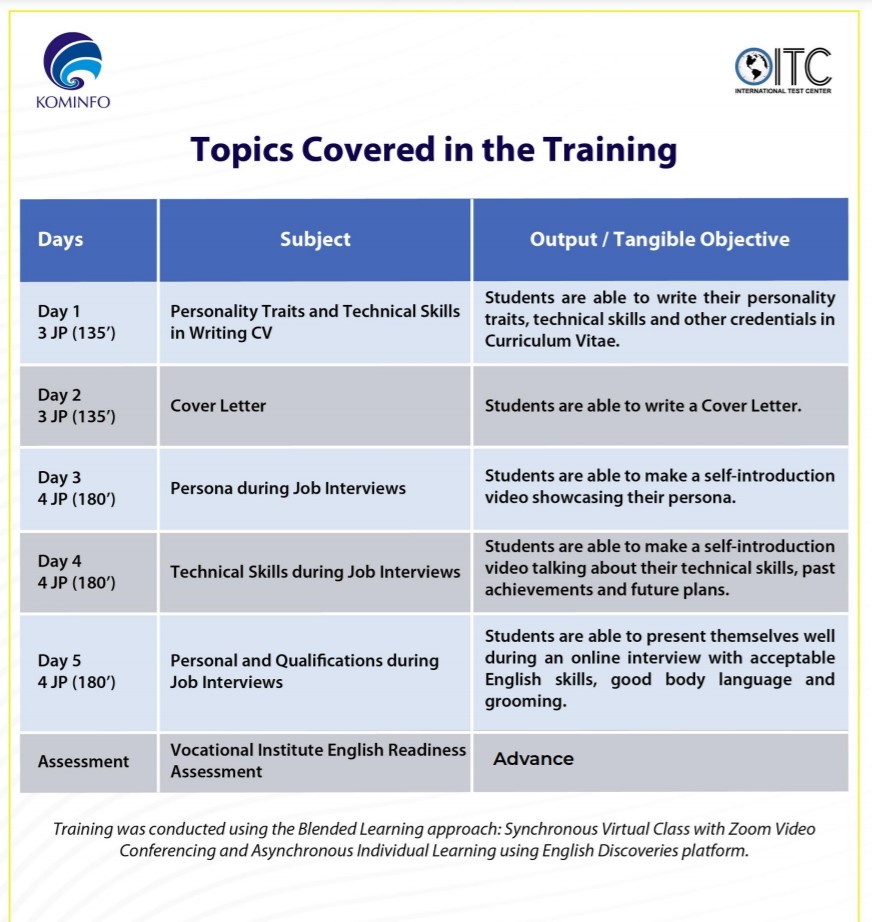 KOMINFO
ITC
INTERNATIONAL TEST CENTER
Topics Covered in the Training
Days
Subject
Output / Tangible Objective
Day 1
3 JP (135’)
Personality Traits and Technical Skills
in Writing CV
Students are able to write their personality
traits, technical skills and other credentials in
Curriculum Vitae.
Day 2
3 JP (135’)
Cover Letter
Students are able to write a Cover Letter.
Day 3
4 JP (180’)
Persona during Job Interviews
Students are able to make a self-introduction
video showcasing their persona.
Day 4
4 JP (180’)
Technical Skills during Job Interviews
Students are able to make a self-introduction
video talking about their technical skills, past
achievements and future plans.
Day 5
4 JP (180’)
Personal and Qualifications during
Job Interviews
Students are able to present themselves well
during an online interview with acceptable
English skills, good body language and
grooming.
Assessment
Vocational Institute English Readiness
Assessment
Advance
Training was conducted using the Blended Learning approach: Synchronous Virtual Class with Zoom Video
Conferencing and Asynchronous Individual Learning using English Discoveries platform.